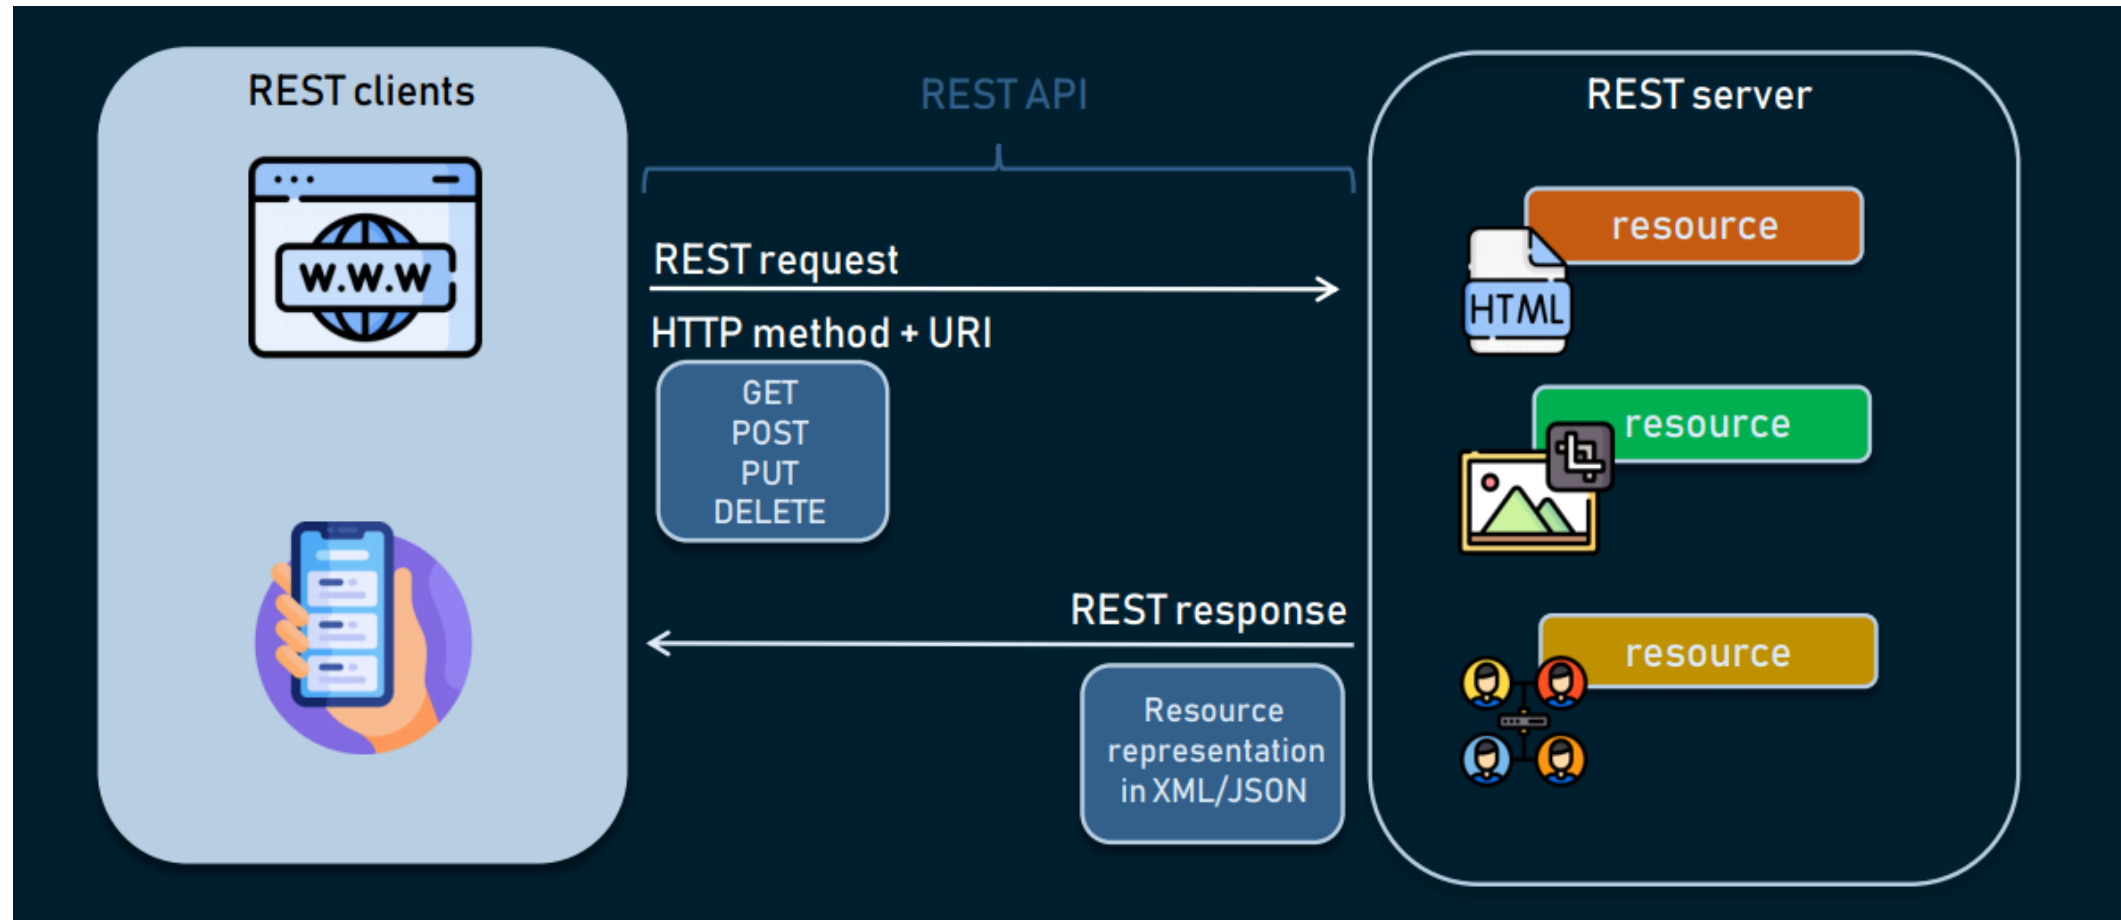 REST clients
W.W.W
REST API
REST request
HTTP method + URI
GET
POST
PUT
DELETE
REST response
Resource
representation
in XML/JSON
REST server
resource
HTML
resource
resource